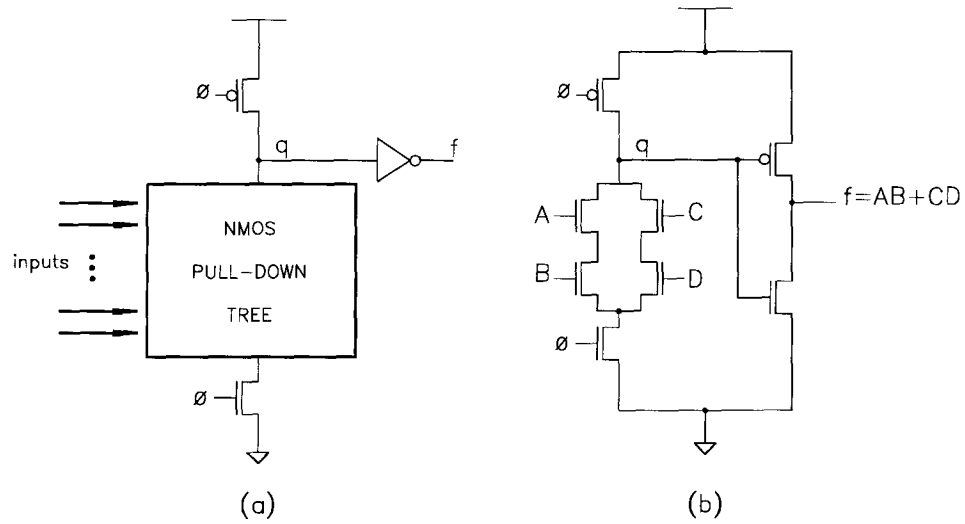 Ø
q
f
NMOS
inputs
PULL-DOWN
TREE
Ø
(a)
Ø
q
A
C
f=AB+CD
B
D
Ø
(b)